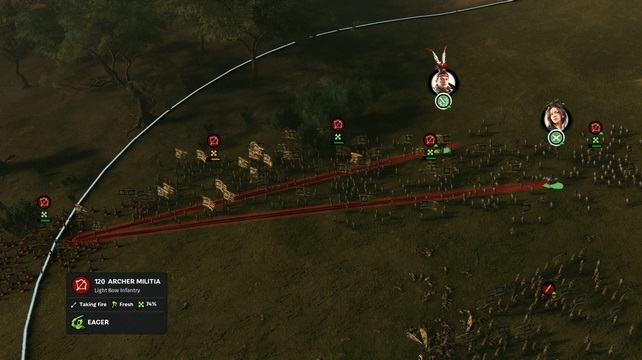 120 ARCHER MILITIA
Light Bow Infantry
Taking fire Fresh 74%
EAGER